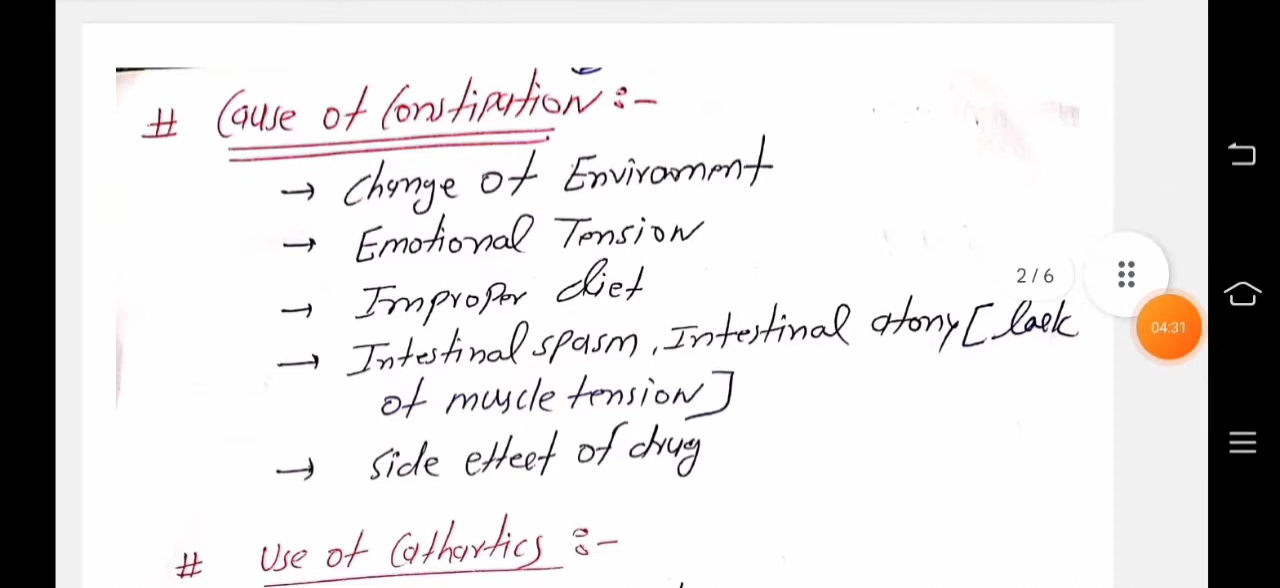 # Cause of Constipation :-
→ Change of Enviroment
→ Emotional Tension
→ Improper diet
2/6
→ Intestinal spasm, Intestinal atony [lack
04:31
of muscle tension]
→ Side effect of drug
# Use of Cathartics :-